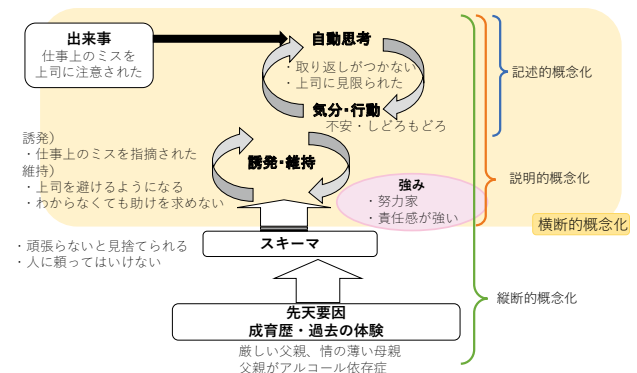 出来事
仕事上のミスを
上司に注意された
自動思考
・取り返しがつかない
・上司に見限られた
気分・行動
不安・しどろもどろ
記述的概念化
誘発）
・仕事上のミスを指摘された
維持）
・上司を避けるようになる
・わからなくても助けを求めない
誘発・維持
強み
・努力家
・責任感が強い
説明的概念化
横断的概念化
スキーマ
・頑張らないと見捨てられる
・人に頼ってはいけない
縦断的概念化
先天要因
成育歴・過去の体験
厳しい父親、情の薄い母親
父親がアルコール依存症